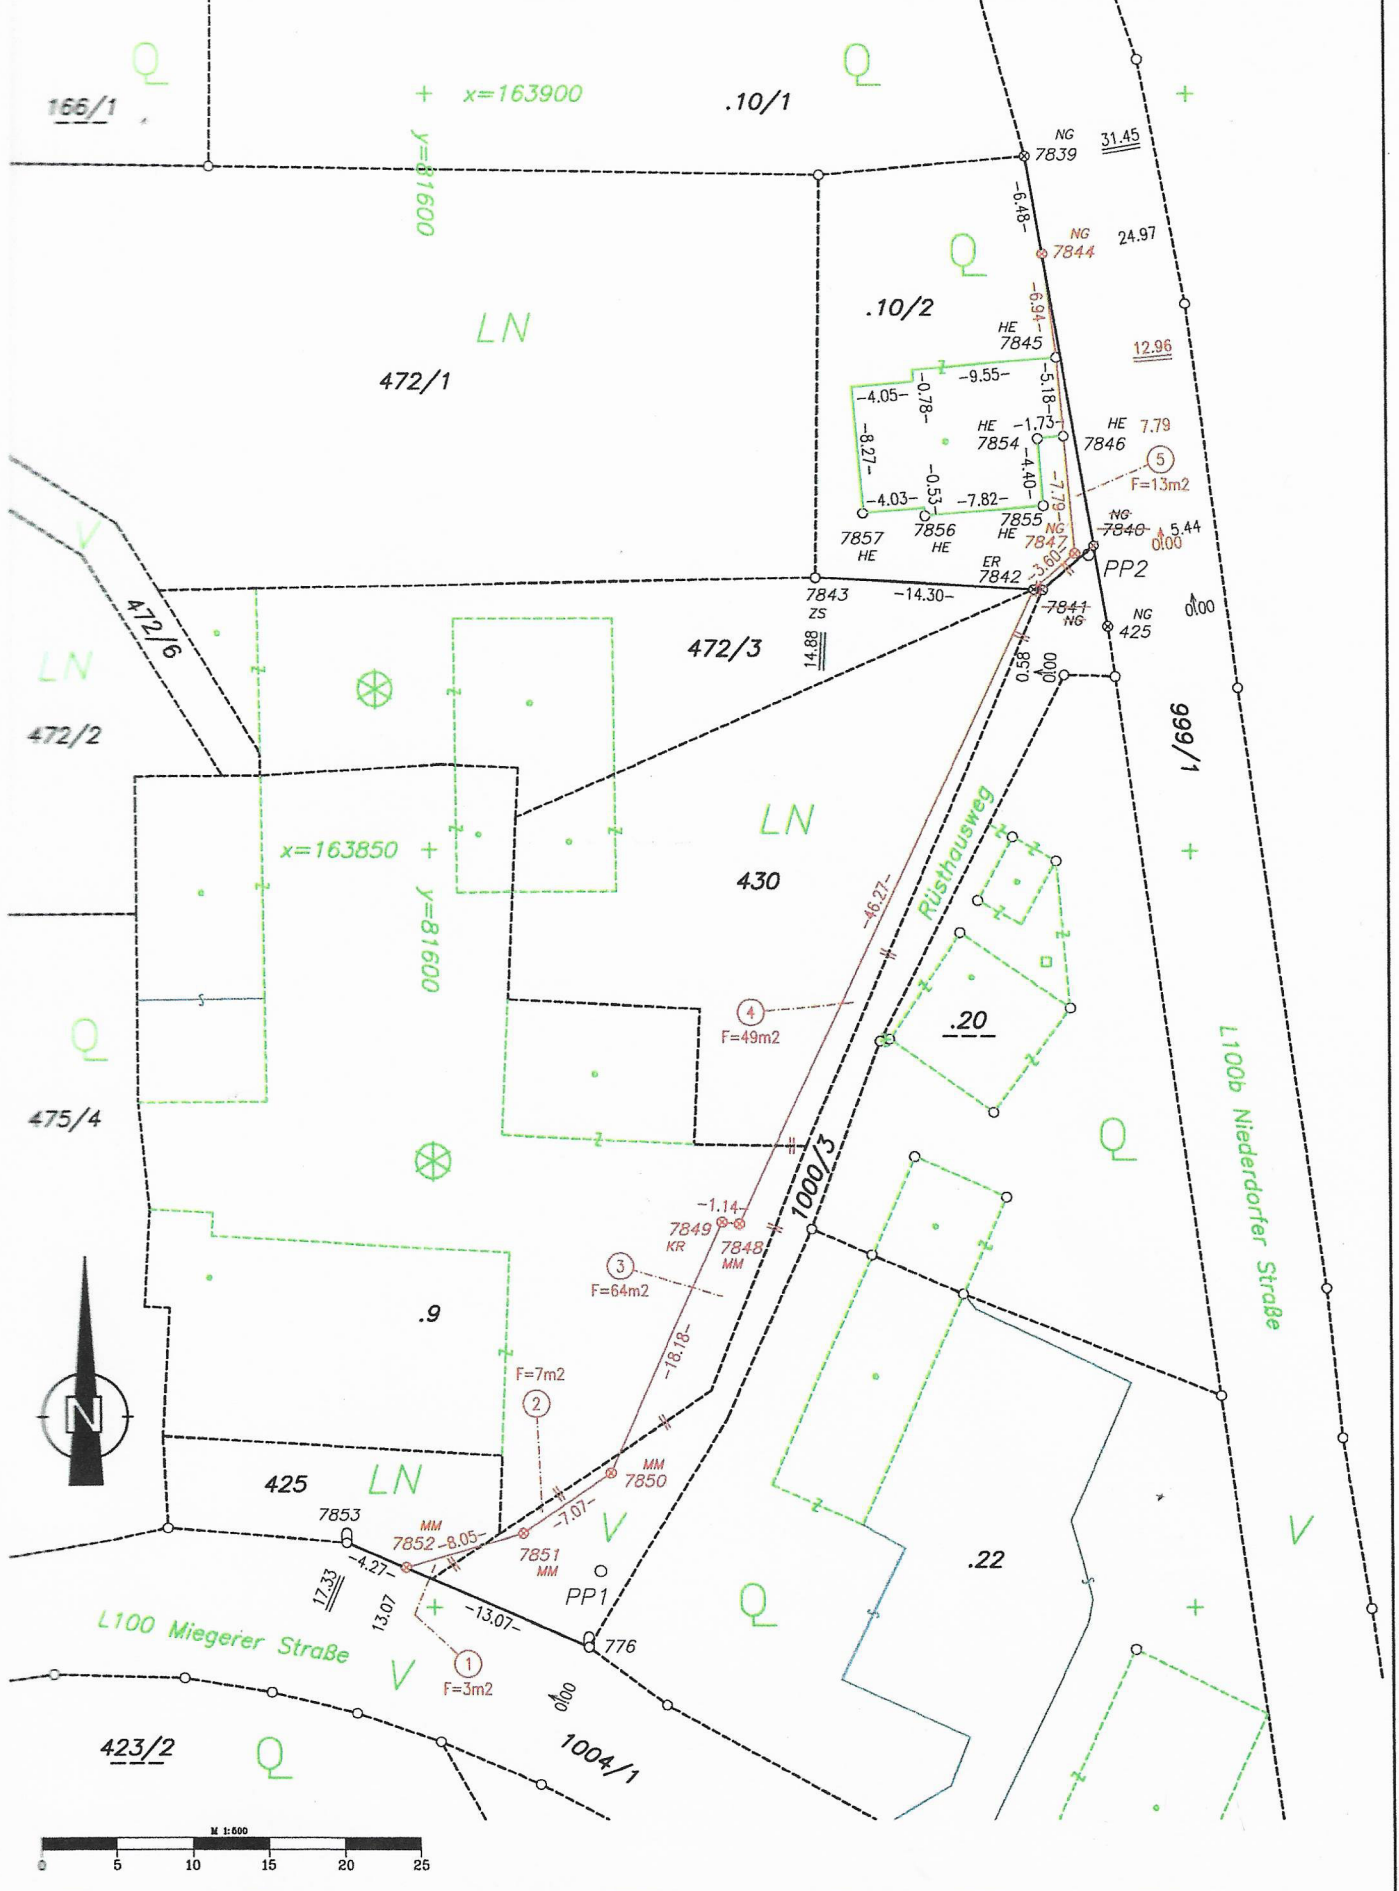 Q
Q
166/1
x=163900
.10/1
y=81600
NG
7839
31.45
-6.48-
Q
NG
7844
24.97
LN
.10/2
-6.94-
HE
7845
12.96
472/1
-9.55-
-4.05-
-0.78-
-5.18-
HE
-1.73-
HE
7.79
7854
7846
-8.27-
-4.40-
5
F=13m2
-0.53-
-7.79-
-4.03-
-7.82-
7857
HE
7856
HE
7855
HE
NG
7847
NG
7840
5.44
0.00
V
ER
7842
-3.60-
PP2
7843
ZS
-14.30-
7841
NG
NG
425
0.00
472/6
472/3
14.88
0.58
0.00
LN
472/2
999/1
LN
x=163850
430
y=81600
-46.27-
Rüsthausweg
4
F=49m2
.20
Q
475/4
L100b Niederdorfer Straße
Q
1000/3
-1.14-
7849
KR
7848
MM
3
F=64m2
.9
-18.18-
N
F=7m2
2
425
LN
MM
7850
7853
MM
7852
-8.05-
-7.07-
V
7851
MM
V
-4.27-
.22
17.33
13.07
PP1
Q
-13.07-
L100 Miegerer Straße
776
V
1
F=3m2
0.00
423/2
Q
1004/1
M 1:500
0 5 10 15 20 25